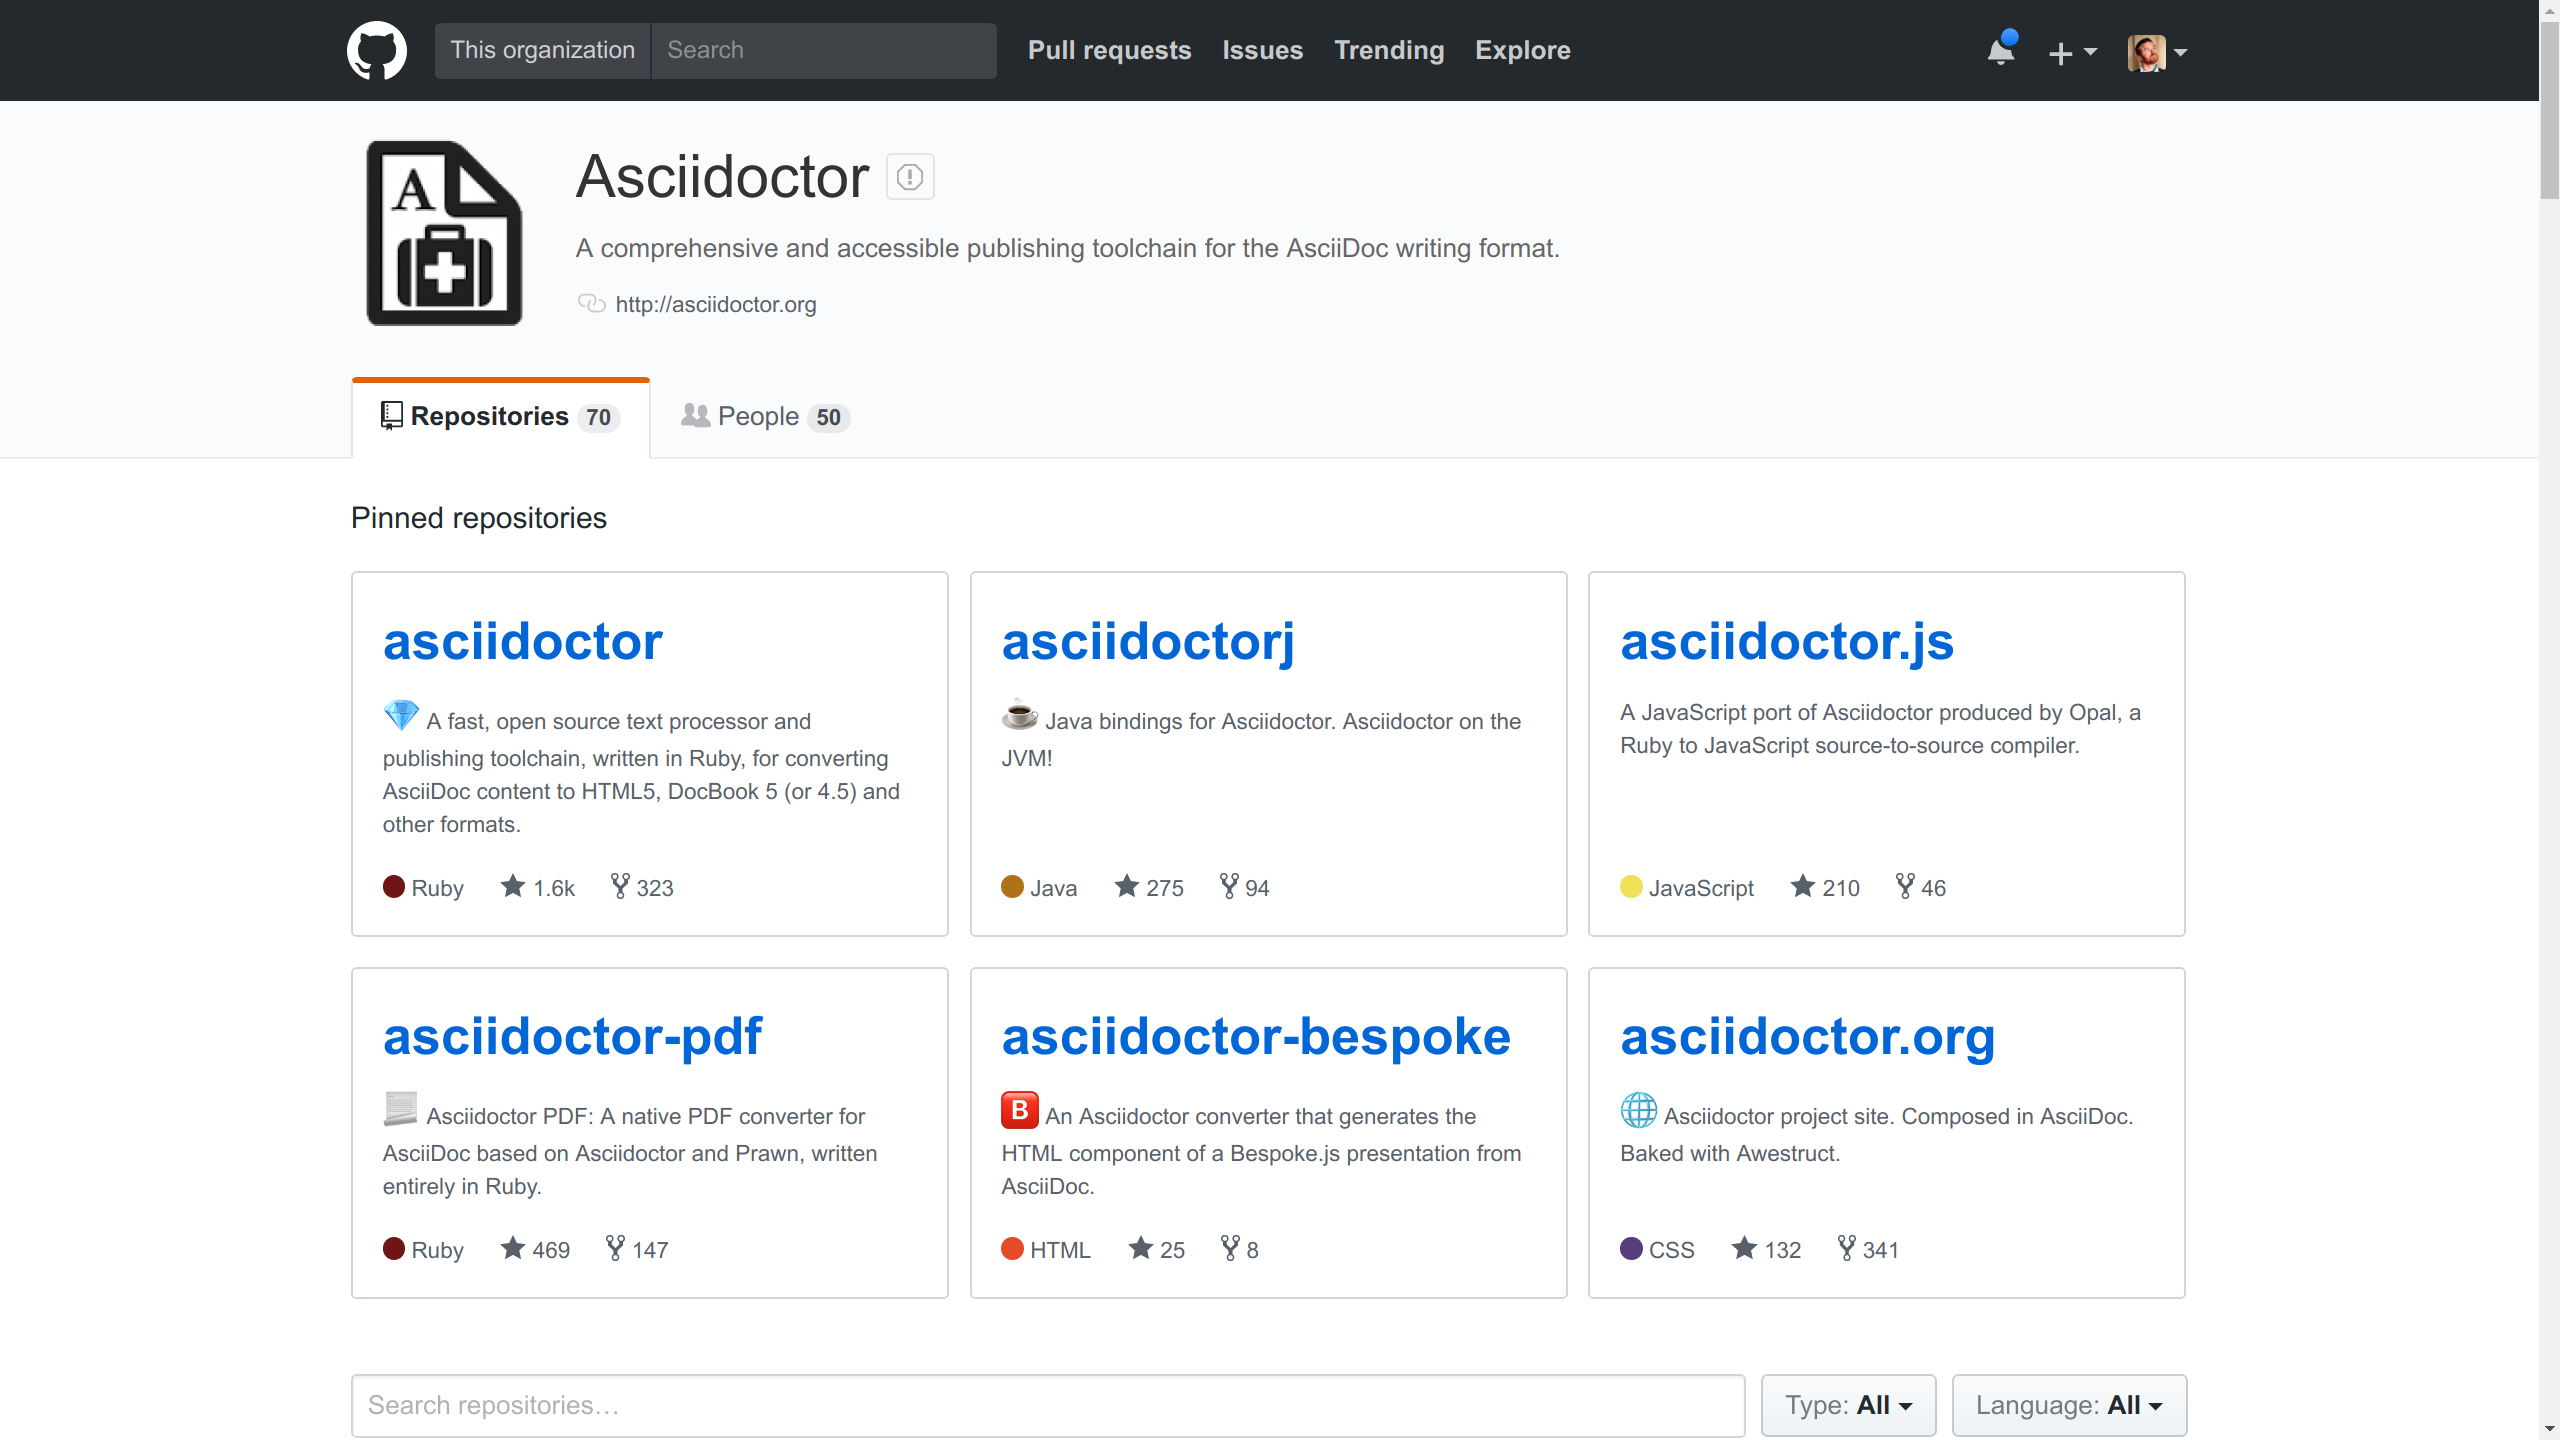 This organization Search Pull requests Issues Trending Explore
A
Asciidoctor
A comprehensive and accessible publishing toolchain for the AsciiDoc writing format.
http://asciidoctor.org
Repositories 70 People 50
Pinned repositories
asciidoctor
A fast, open source text processor and
publishing toolchain, written in Ruby, for converting
AsciiDoc content to HTML5, DocBook 5 (or 4.5) and
other formats.
Ruby 1.6k 323
asciidoctorj
Java bindings for Asciidoctor. Asciidoctor on the
JVM!
Java 275 94
asciidoctor.js
A JavaScript port of Asciidoctor produced by Opal, a
Ruby to JavaScript source-to-source compiler.
JavaScript 210 46
asciidoctor-pdf
Asciidoctor PDF: A native PDF converter for
AsciiDoc based on Asciidoctor and Prawn, written
entirely in Ruby.
Ruby 469 147
asciidoctor-bespoke
B An Asciidoctor converter that generates the
HTML component of a Bespoke.js presentation from
AsciiDoc.
HTML 25 8
asciidoctor.org
Asciidoctor project site. Composed in AsciiDoc.
Baked with Awestruct.
CSS 132 341
Search repositories… Type: All Language: All